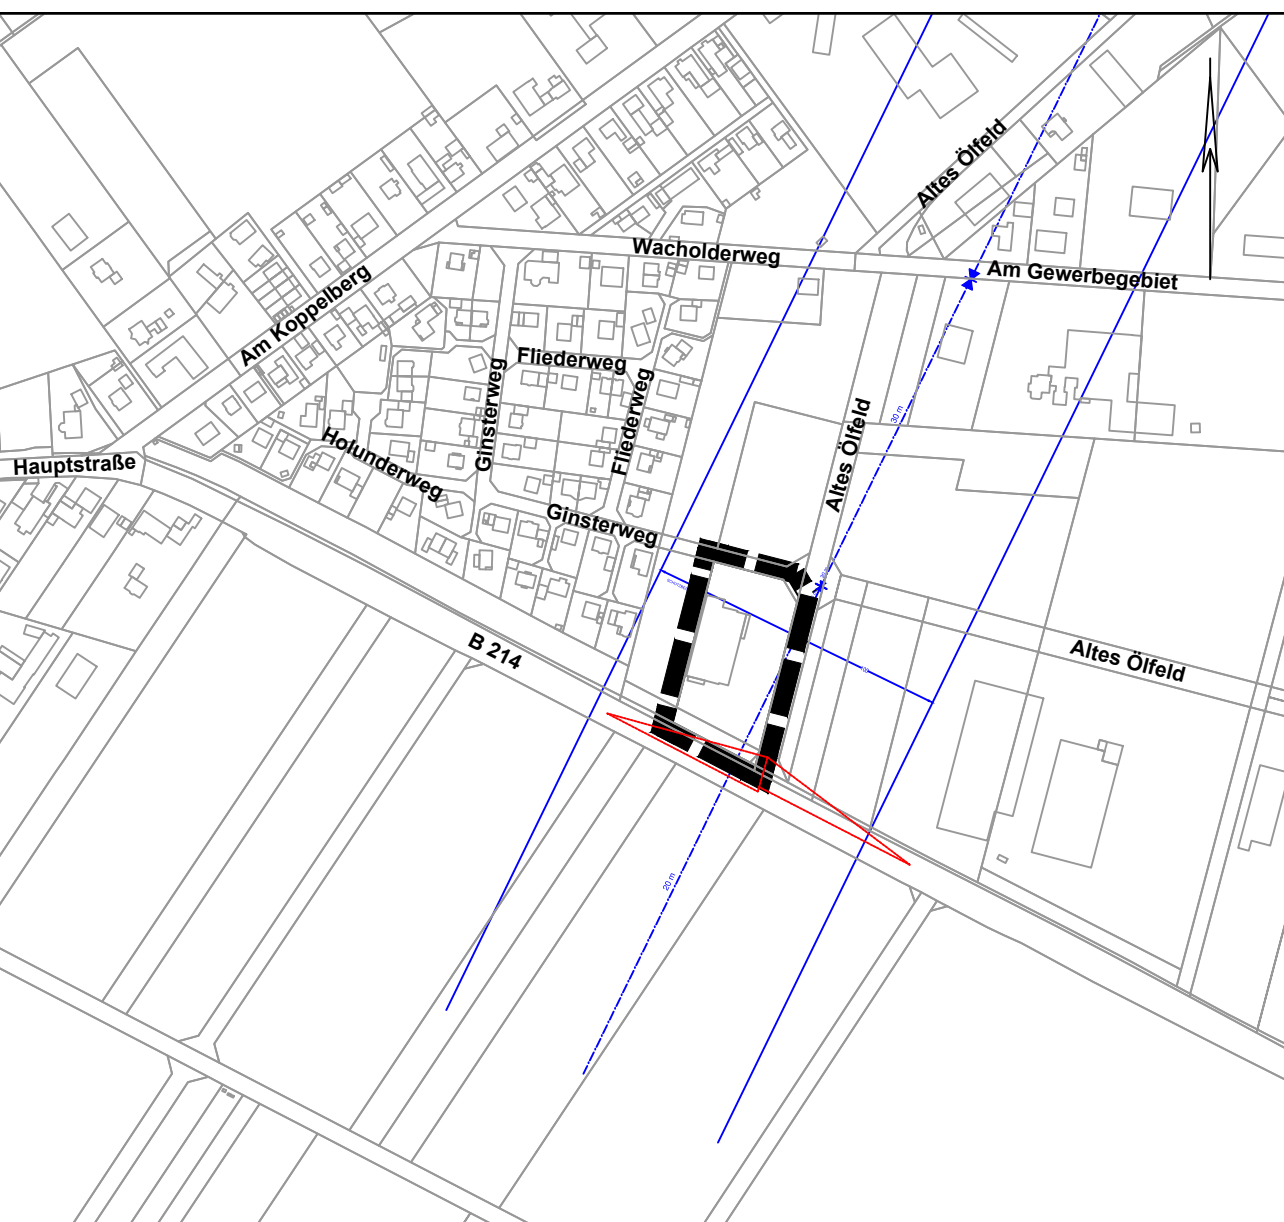 Altes Ölfeld
Wacholderweg
Am Gewerbegebiet
Am Koppelberg
Fliederweg
Ginsterweg
Fliederweg
Altes Ölfeld
30 m
Holunderweg
Hauptstraße
Ginsterweg
B 214
Altes Ölfeld
20 m